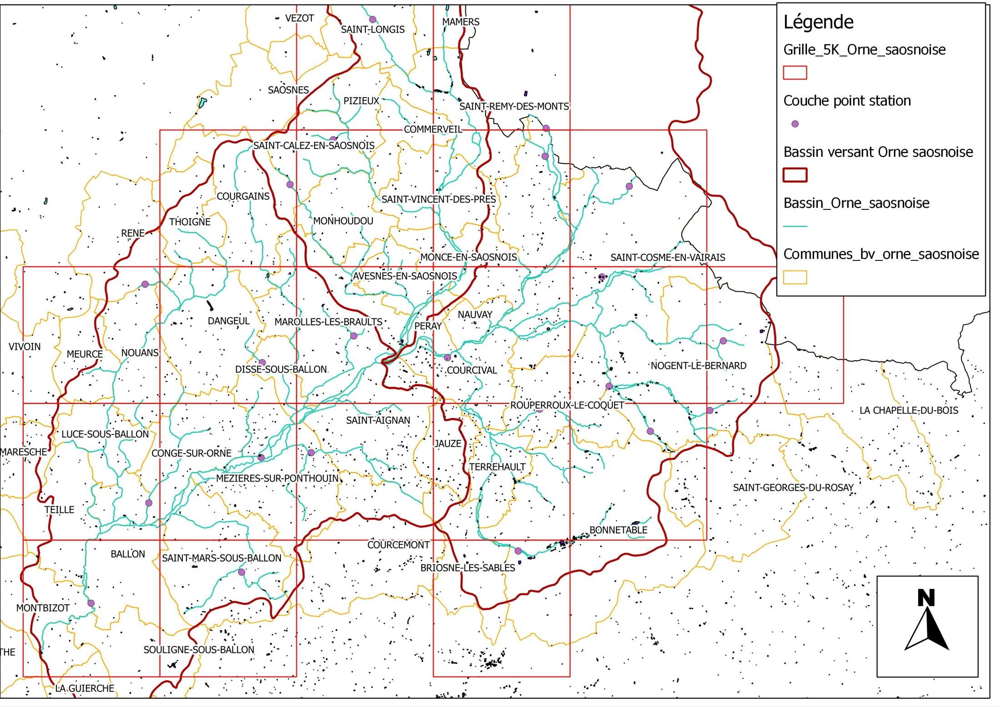 VEZOT
SAINT-LONGIS
MAMERS
SAOSNES
PIZIEUX
SAINT-REMY-DES-MONTS
COMMERVEIL
SAINT-CALEZ-EN-SAOSNOIS
COURGAINS
SAINT-VINCENT-DES-PRES
THOIGNE
MONHOUDOU
RENE
MONCE-EN-SAOSNOIS
SAINT-COSME-EN-VAIRAIS
AVESNES-EN-SAOSNOIS
NAUVAY
DANGEUL
MAROLLES-LES-BRAULTS
PERAY
VIVOIN
MEURCE
NOUANS
DISSE-SOUS-BALLON
COURCIVAL
NOGENT-LE-BERNARD
ROUPERROUX-LE-COQUET
LA CHAPELLE-DU-BOIS
SAINT-AIGNAN
LUCE-SOUS-BALLON
JAUZE
MARESCHE
CONGE-SUR-ORNE
TERREHAULT
MEZIERES-SUR-PONTHOUIN
SAINT-GEORGES-DU-ROSAY
TEILLE
BONNETABLE
COURCEMONT
BALLON
SAINT-MARS-SOUS-BALLON
BRIOSNE-LES-SABLES
MONTBIZOT
SOULIGNE-SOUS-BALLON
THE
LA GUIERCHE
Légende
Grille_5K_Orne_saosnoise
Couche point station
Bassin versant Orne saosnoise
Bassin_Orne_saosnoise
Communes_bv_orne_saosnoise
N